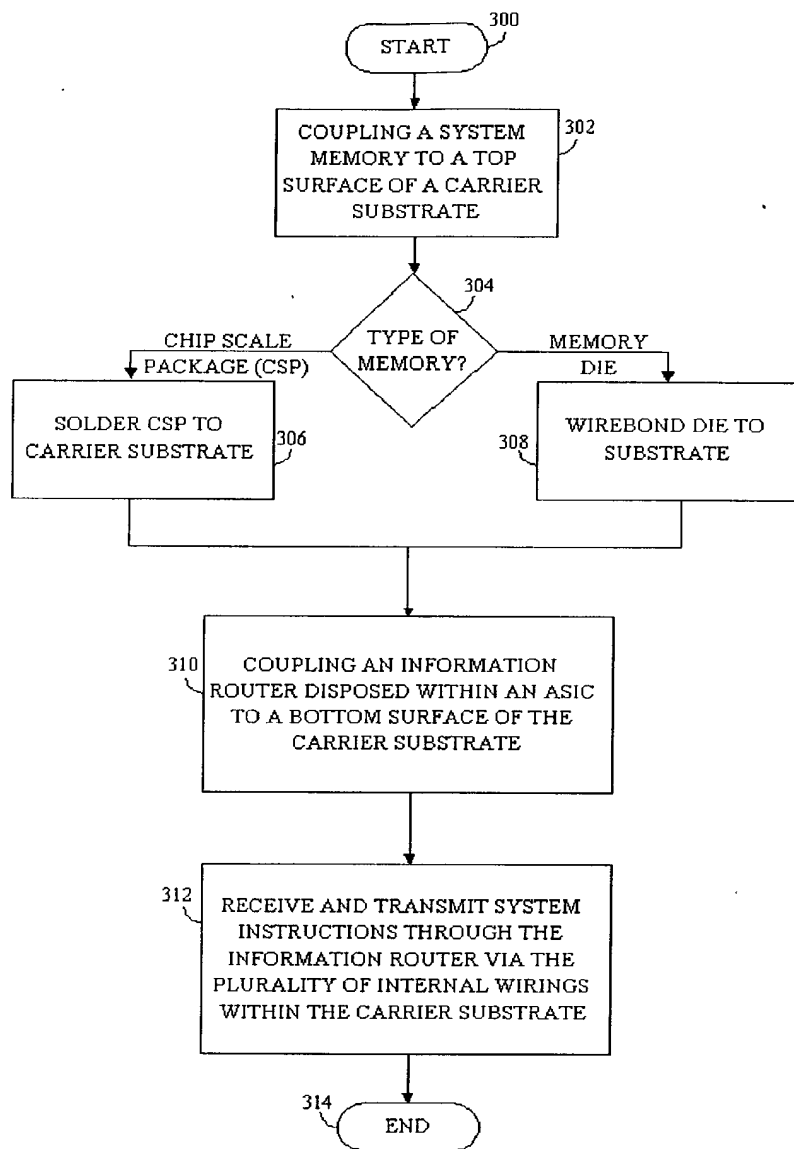 START
300
COUPLING A SYSTEM
MEMORY TO A TOP
SURFACE OF A CARRIER
SUBSTRATE
302
304
TYPE OF
MEMORY?
CHIP SCALE
PACKAGE (CSP)
MEMORY
DIE
SOLDER CSP TO
CARRIER SUBSTRATE
306
WIREBOND DIE TO
SUBSTRATE
308
310
COUPLING AN INFORMATION
ROUTER DISPOSED WITHIN AN ASIC
TO A BOTTOM SURFACE OF THE
CARRIER SUBSTRATE
312
RECEIVE AND TRANSMIT SYSTEM
INSTRUCTIONS THROUGH THE
INFORMATION ROUTER VIA THE
PLURALITY OF INTERNAL WIRINGS
WITHIN THE CARRIER SUBSTRATE
314
END